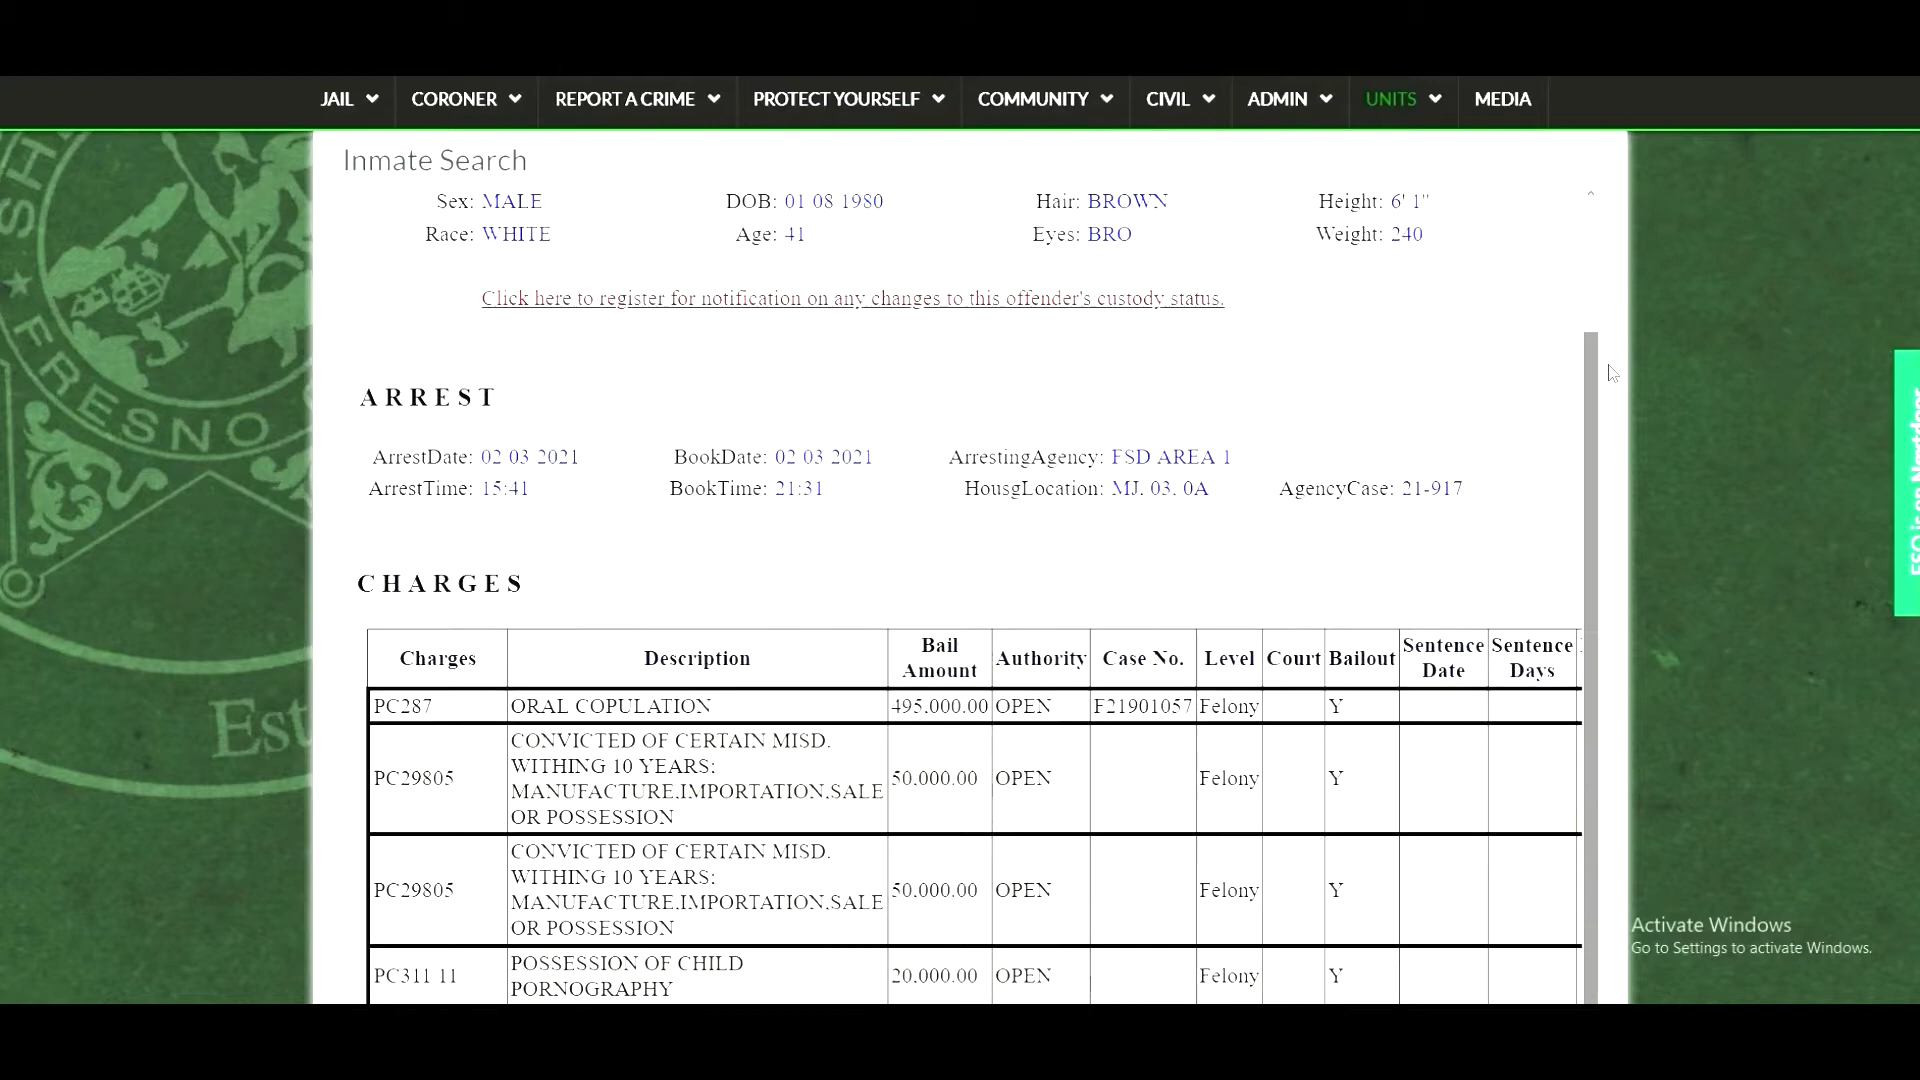 JAIL CORONER REPORT A CRIME PROTECT YOURSELF COMMUNITY CIVIL ADMIN UNITS MEDIA
Inmate Search
Sex: MALE DOB: 01 08 1980 Hair: BROWN Height: 6' 1"
Race: WHITE Age: 41 Eyes: BRO Weight: 240
Click here to register for notification on any changes to this offender's custody status.
ARREST
ArrestDate: 02 03 2021 BookDate: 02 03 2021 ArrestingAgency: FSD AREA 1
ArrestTime: 15:41 BookTime: 21:31 HousgLocation: MJ. 03. 0A AgencyCase: 21-917
CHARGES
Charges Description Bail Amount Authority Case No. Level Court Bailout Sentence Date Sentence Days
PC287 ORAL COPULATION 495.000.00 OPEN F21901057 Felony Y
CONVICTED OF CERTAIN MISD.
WITHING 10 YEARS:
PC29805 50.000.00 OPEN Felony Y
MANUFACTURE.IMPORTATION.SALE
OR POSSESSION
CONVICTED OF CERTAIN MISD.
WITHING 10 YEARS:
PC29805 50.000.00 OPEN Felony Y
MANUFACTURE.IMPORTATION.SALE
OR POSSESSION
POSSESSION OF CHILD
PC311 11 20.000.00 OPEN Felony Y
PORNOGRAPHY
FRESNO
Est
Activate Windows
Go to Settings to activate Windows.